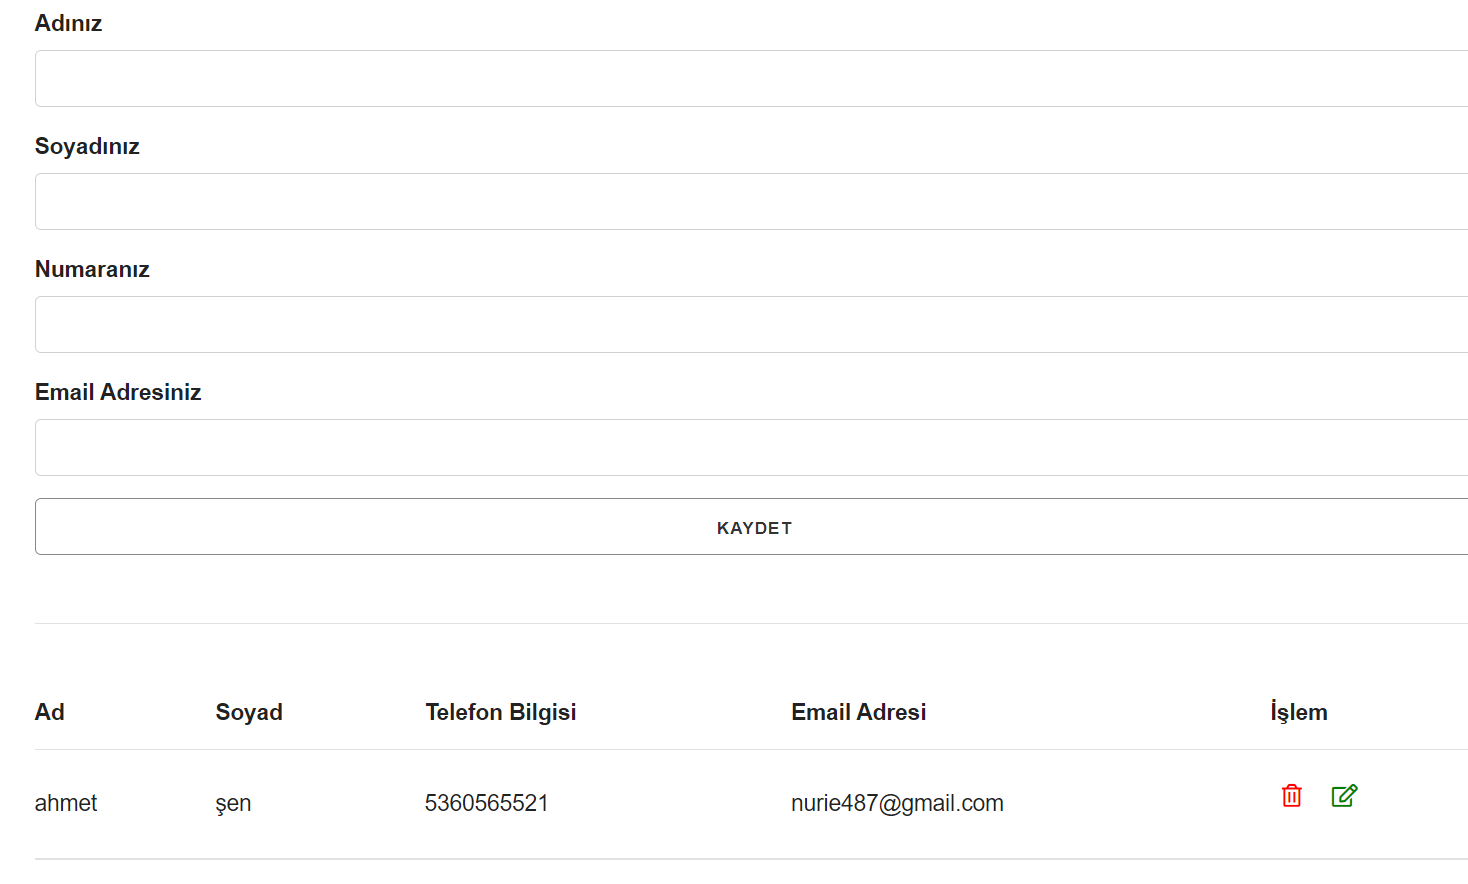 Adınız
Soyadınız
Numaranız
Email Adresiniz
KAYDET
Ad Soyad Telefon Bilgisi Email Adresi İşlem
ahmet şen 5360565521 nurie487@gmail.com